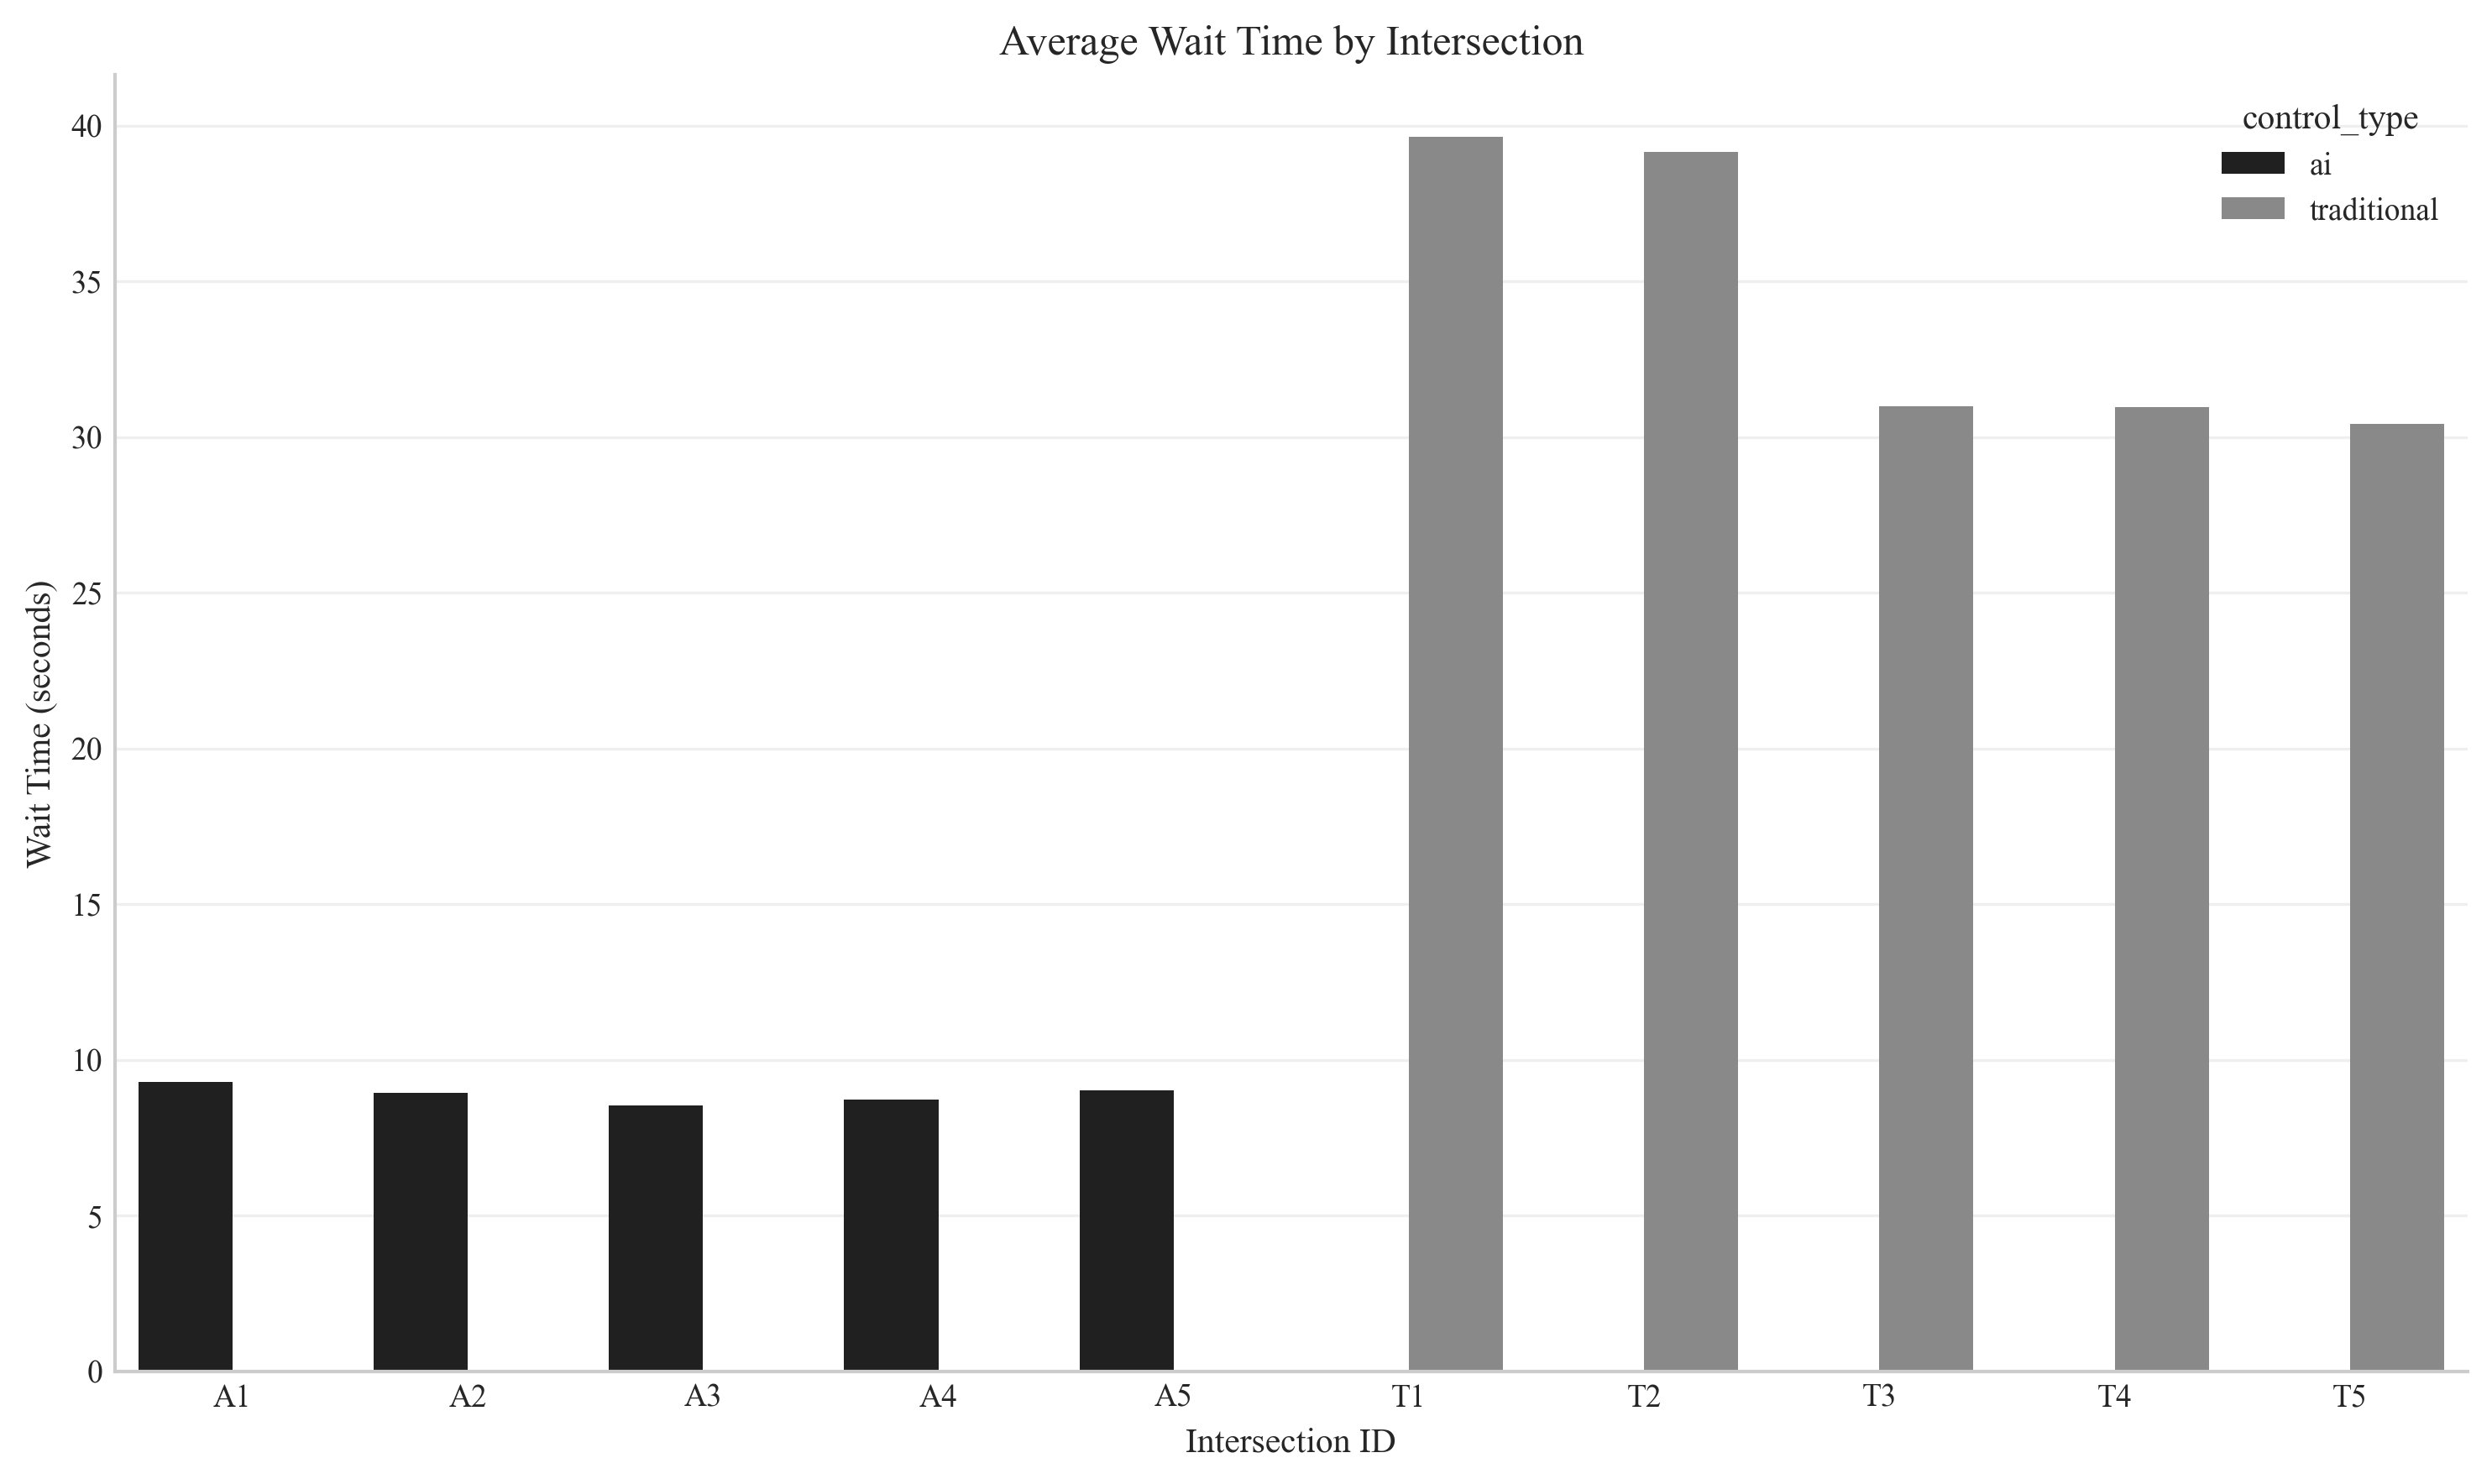 Average Wait Time by Intersection
control_type
ai
traditional
Wait Time (seconds)
40
35
30
25
20
15
10
5
0
A1 A2 A3 A4 A5 T1 T2 T3 T4 T5
Intersection ID